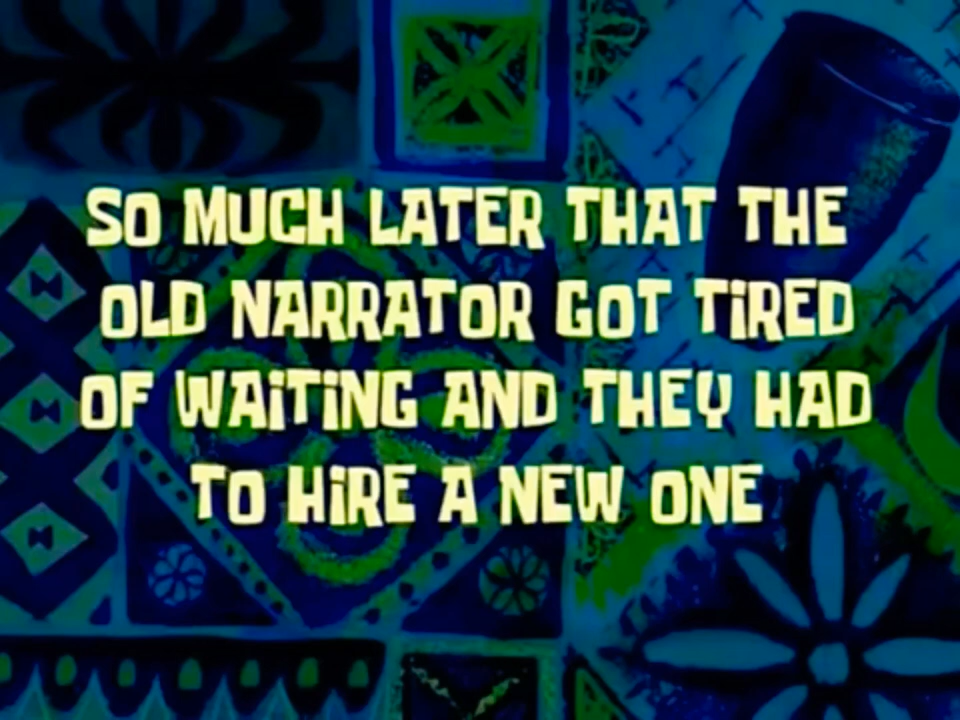 SO MUCH LATER THAT THE
OLD NARRATOR GOT TiRED
OF WAiTiNG AND THEY HAD
TO HiRE A NEW ONE